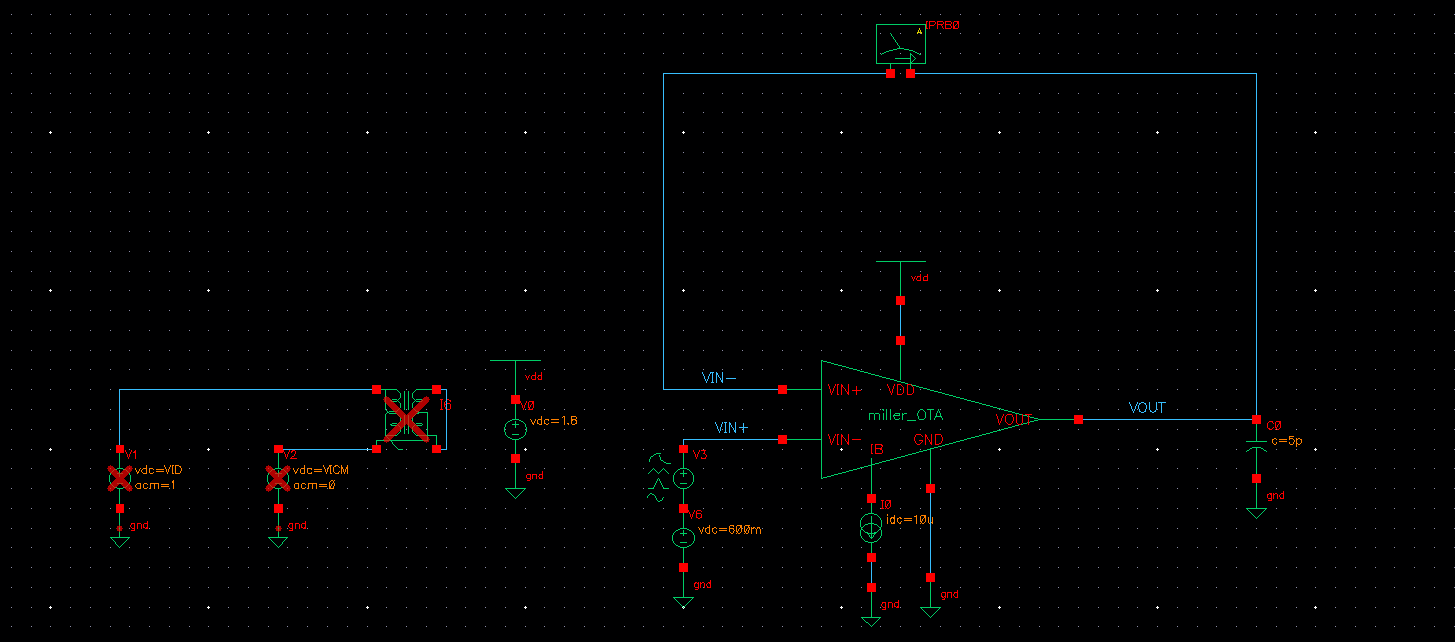 IPRB0
A
vdd
vdd
VIN-
VIN+
VDD
I6
V0
vdc=1.8
miller_OTA
VOUT
VOUT
C0
c=5p
VIN+
VIN-
GND
IB
V1
vdc=VID
acm=1
V2
vdc=VICM
acm=0
V3
gnd
gnd
I0
idc=10u
V6
vdc=600m
gnd
gnd
gnd
gnd
gnd